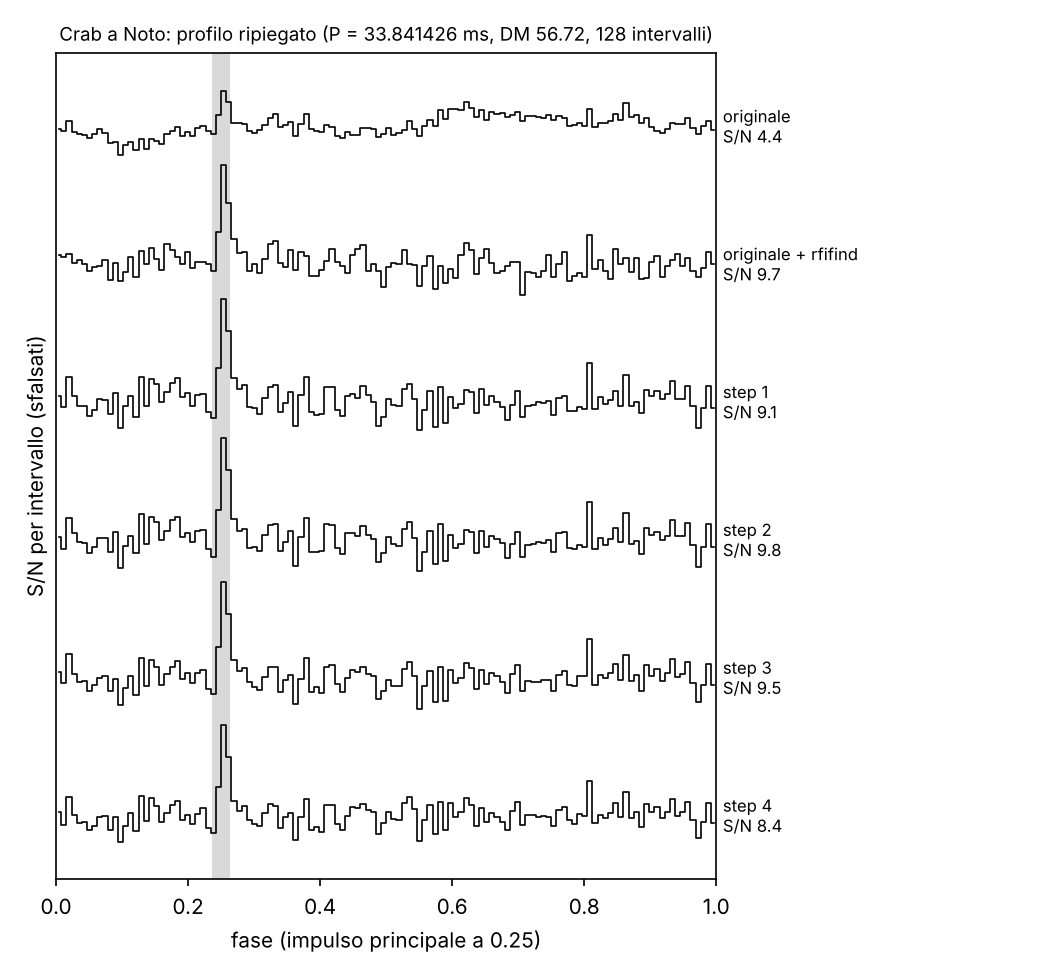 Crab a Noto: profilo ripiegato (P = 33.841426 ms, DM 56.72, 128 intervalli)
originale
S/N 4.4
originale + rfifind
S/N 9.7
step 1
S/N 9.1
step 2
S/N 9.8
step 3
S/N 9.5
step 4
S/N 8.4
S/N per intervallo (sfalsati)
0.0 0.2 0.4 0.6 0.8 1.0
fase (impulso principale a 0.25)